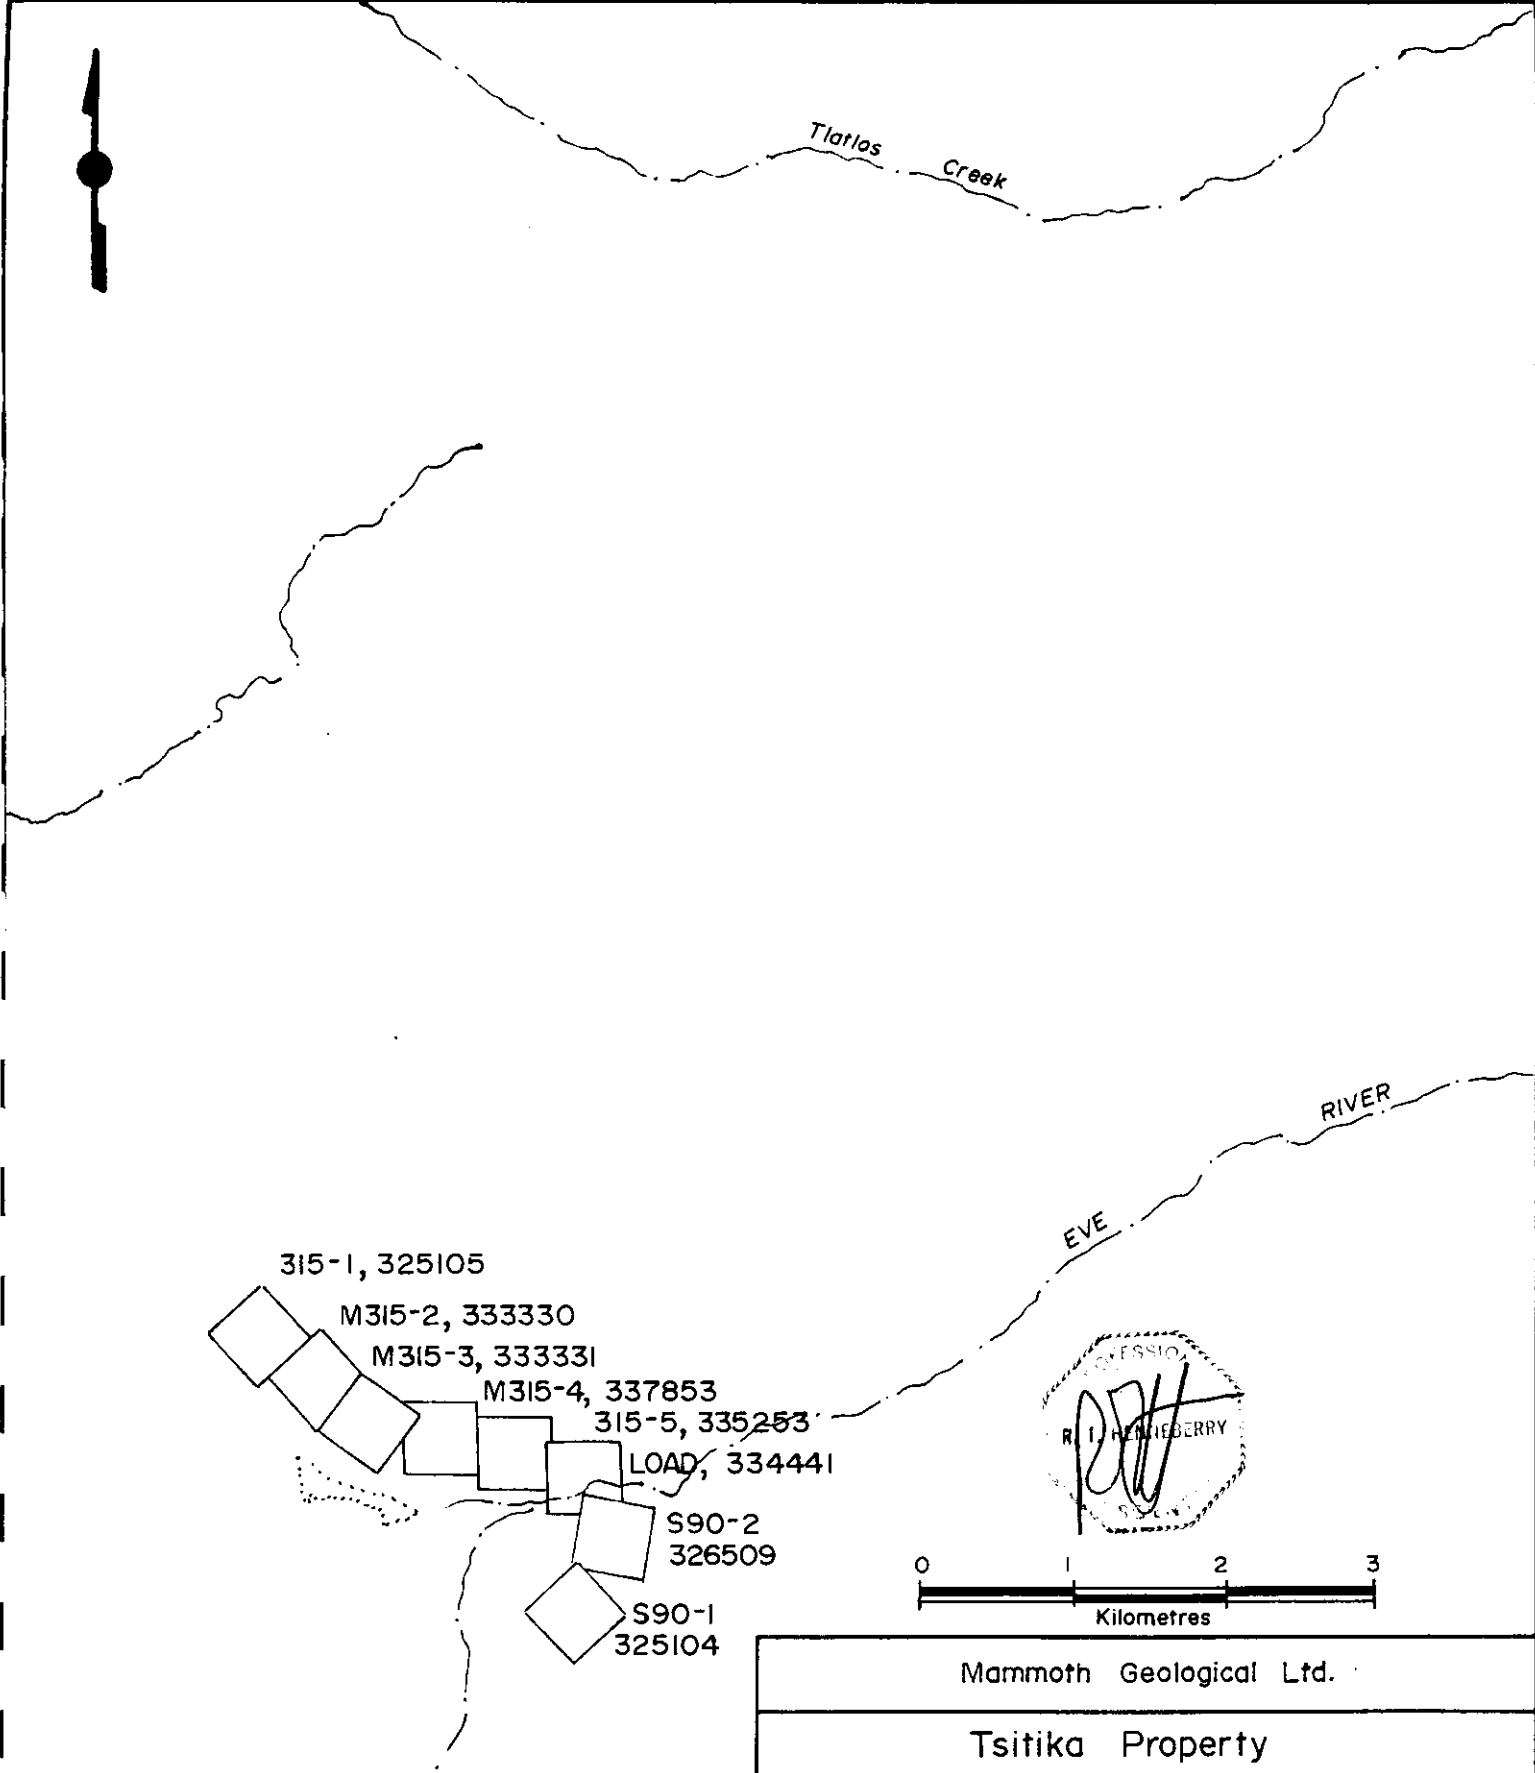 Tlatlos Creek
RIVER
EVE
315-1, 325105
M315-2, 333330
M315-3, 333331
M315-4, 337853
315-5, 335253
LOAD, 334441
S90-2
326509
S90-1
325104
R. HENNEBERRY
0 1 2 3
Kilometres
Mammoth Geological Ltd.
Tsitika Property